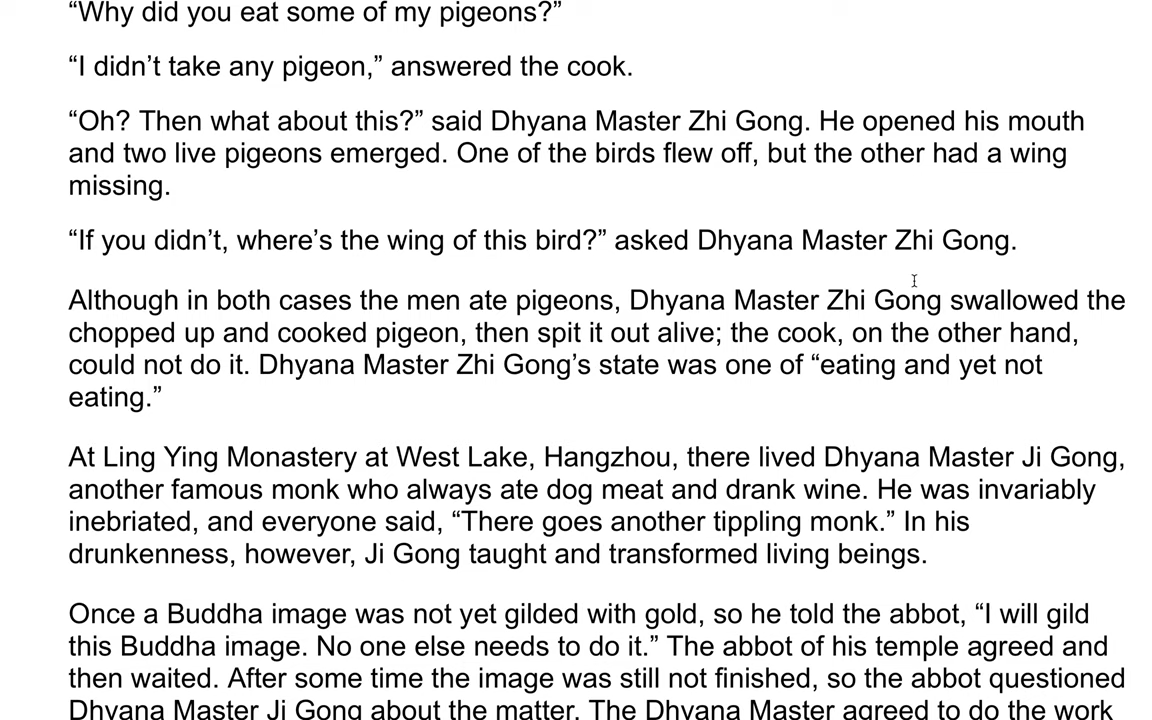 “Why did you eat some of my pigeons?”
“I didn’t take any pigeon,” answered the cook.
“Oh? Then what about this?” said Dhyana Master Zhi Gong. He opened his mouth
and two live pigeons emerged. One of the birds flew off, but the other had a wing
missing.
“If you didn’t, where’s the wing of this bird?” asked Dhyana Master Zhi Gong.
Although in both cases the men ate pigeons, Dhyana Master Zhi Gong swallowed the
chopped up and cooked pigeon, then spit it out alive; the cook, on the other hand,
could not do it. Dhyana Master Zhi Gong’s state was one of “eating and yet not
eating.”
At Ling Ying Monastery at West Lake, Hangzhou, there lived Dhyana Master Ji Gong,
another famous monk who always ate dog meat and drank wine. He was invariably
inebriated, and everyone said, “There goes another tippling monk.” In his
drunkenness, however, Ji Gong taught and transformed living beings.
Once a Buddha image was not yet gilded with gold, so he told the abbot, “I will gild
this Buddha image. No one else needs to do it.” The abbot of his temple agreed and
then waited. After some time the image was still not finished, so the abbot questioned
Dhyana Master Ji Gong about the matter. The Dhyana Master agreed to do the work